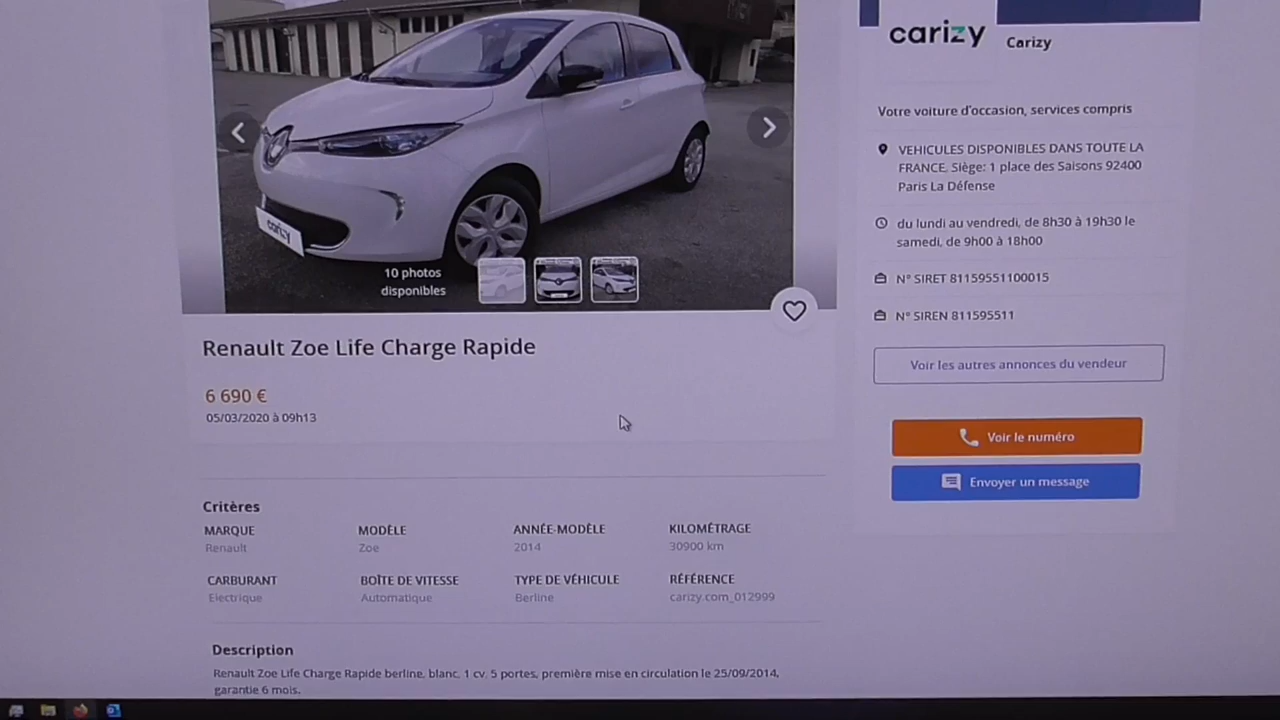 carizy
10 photos
disponibles
Renault Zoe Life Charge Rapide
6 690 €
05/03/2020 à 09h13
Critères
MARQUE
Renault
MODÈLE
Zoe
ANNÉE-MODÈLE
2014
KILOMÉTRAGE
30900 km
CARBURANT
Electrique
BOÎTE DE VITESSE
Automatique
TYPE DE VÉHICULE
Berline
RÉFÉRENCE
carizy.com_012999
Description
Renault Zoe Life Charge Rapide berline, blanc, 1 cv, 5 portes, première mise en circulation le 25/09/2014,
garantie 6 mois.
carizy
Carizy
Votre voiture d'occasion, services compris
VEHICULES DISPONIBLES DANS TOUTE LA
FRANCE, Siège: 1 place des Saisons 92400
Paris La Défense
du lundi au vendredi, de 8h30 à 19h30 le
samedi, de 9h00 à 18h00
N° SIRET 81159551100015
N° SIREN 811595511
Voir les autres annonces du vendeur
Voir le numéro
Envoyer un message